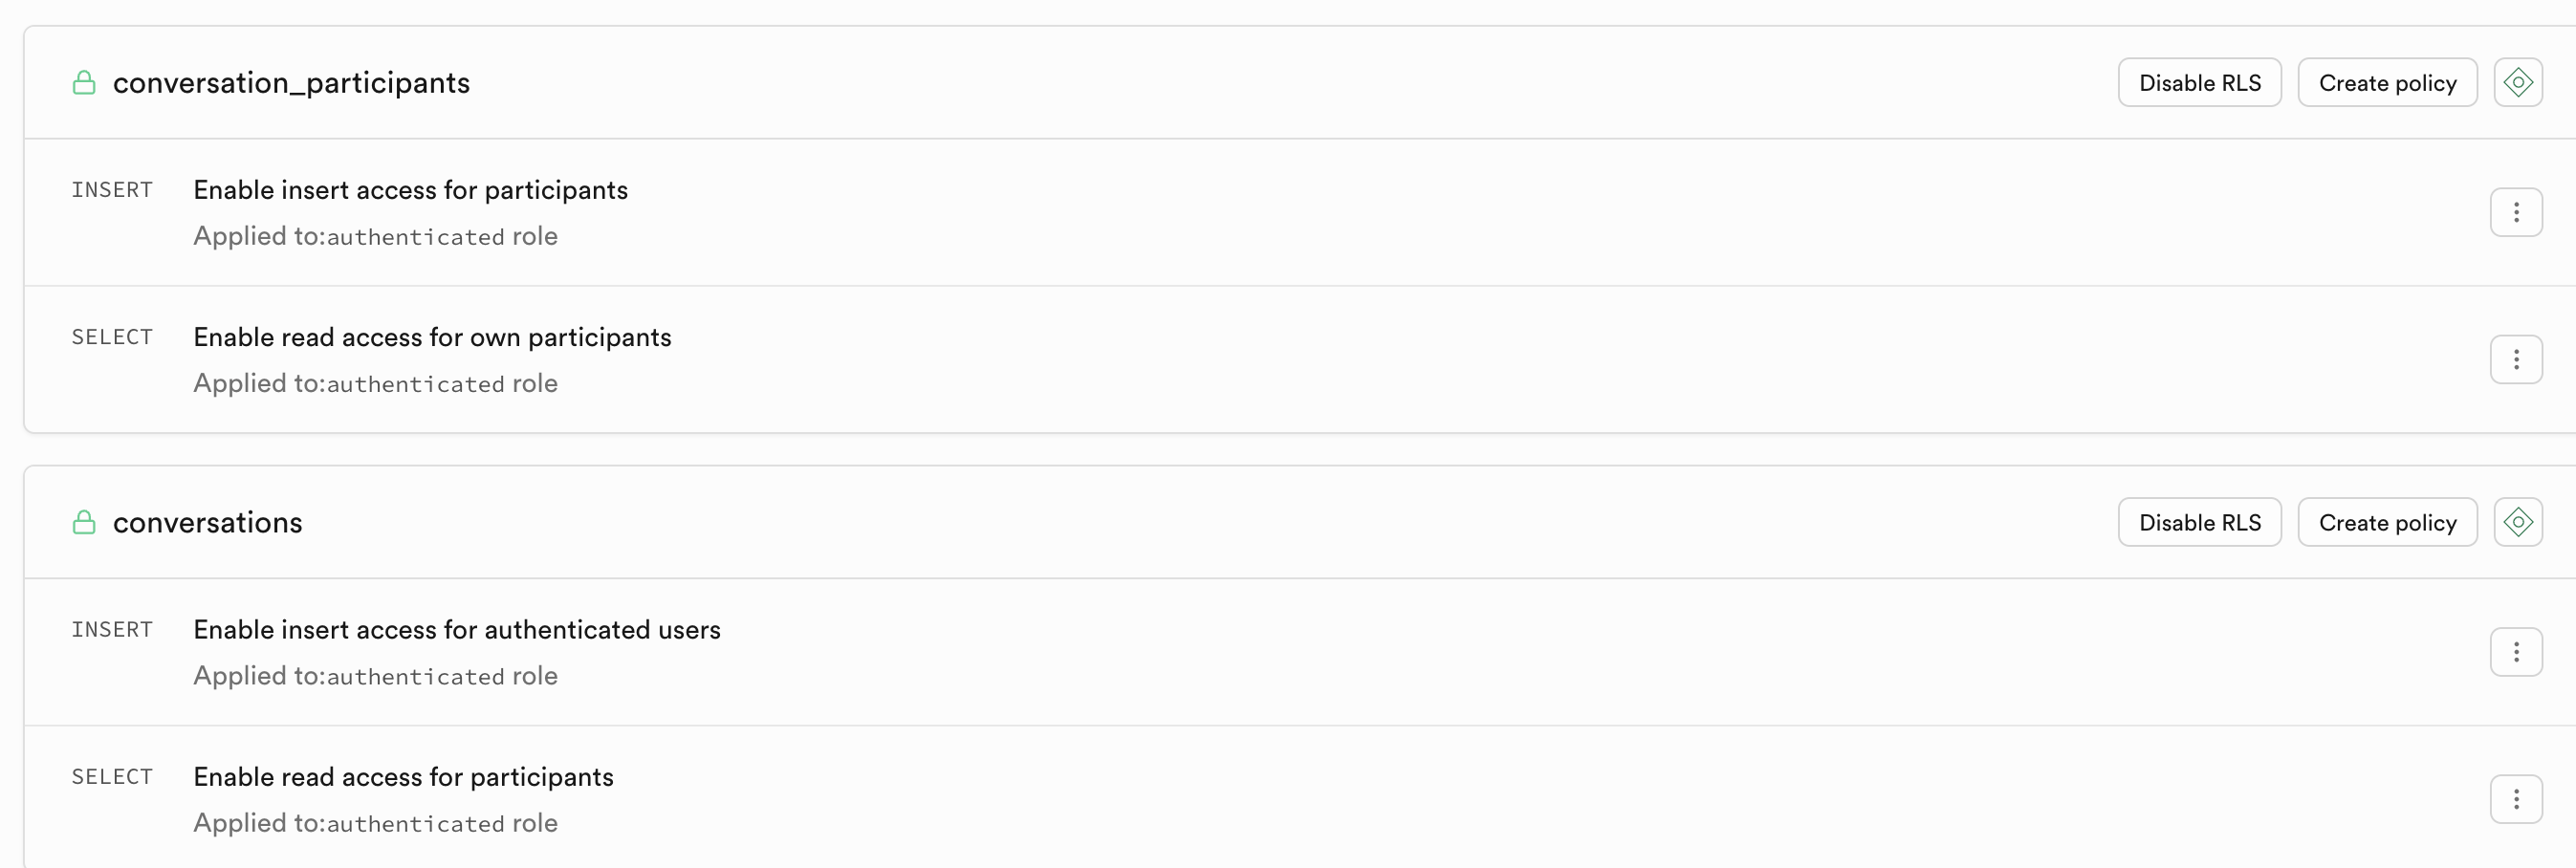 conversation_participants
Disable RLS
Create policy
INSERT
Enable insert access for participants
Applied to:authenticated role
SELECT
Enable read access for own participants
Applied to:authenticated role
conversations
Disable RLS
Create policy
INSERT
Enable insert access for authenticated users
Applied to:authenticated role
SELECT
Enable read access for participants
Applied to:authenticated role